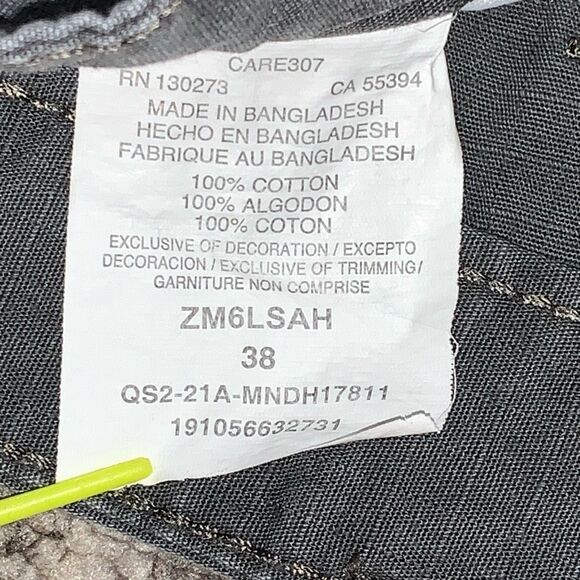 CARE307
RN 130273 CA 55394
MADE IN BANGLADESH
HECHO EN BANGLADESH
FABRIQUE AU BANGLADESH
100% COTTON
100% ALGODON
100% COTON
EXCLUSIVE OF DECORATION / EXCEPTO
DECORACION / EXCLUSIVE OF TRIMMING/
GARNITURE NON COMPRISE
ZM6LSAH
38
QS2-21A-MNDH17811
191056632731